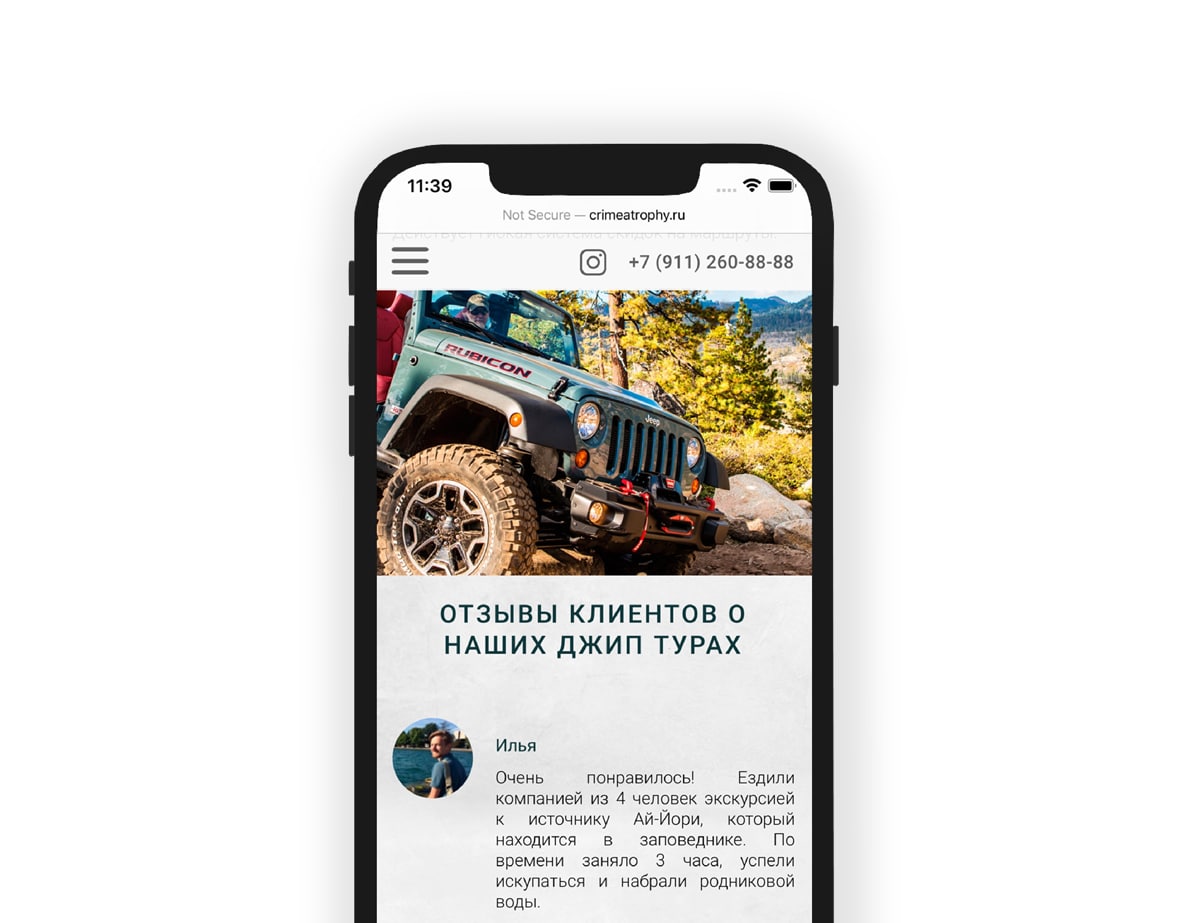 11:39
Not Secure — crimeatrophy.ru
Действует гибкая система скидок на маршруты.
+7 (911) 260-88-88
RUBICON
Jeep
ОТЗЫВЫ КЛИЕНТОВ О
НАШИХ ДЖИП ТУРАХ
Илья
Очень понравилось! Ездили
компанией из 4 человек экскурсией
к источнику Ай-Йори, который
находится в заповеднике. По
времени заняло 3 часа, успели
искупаться и набрали родниковой
воды.